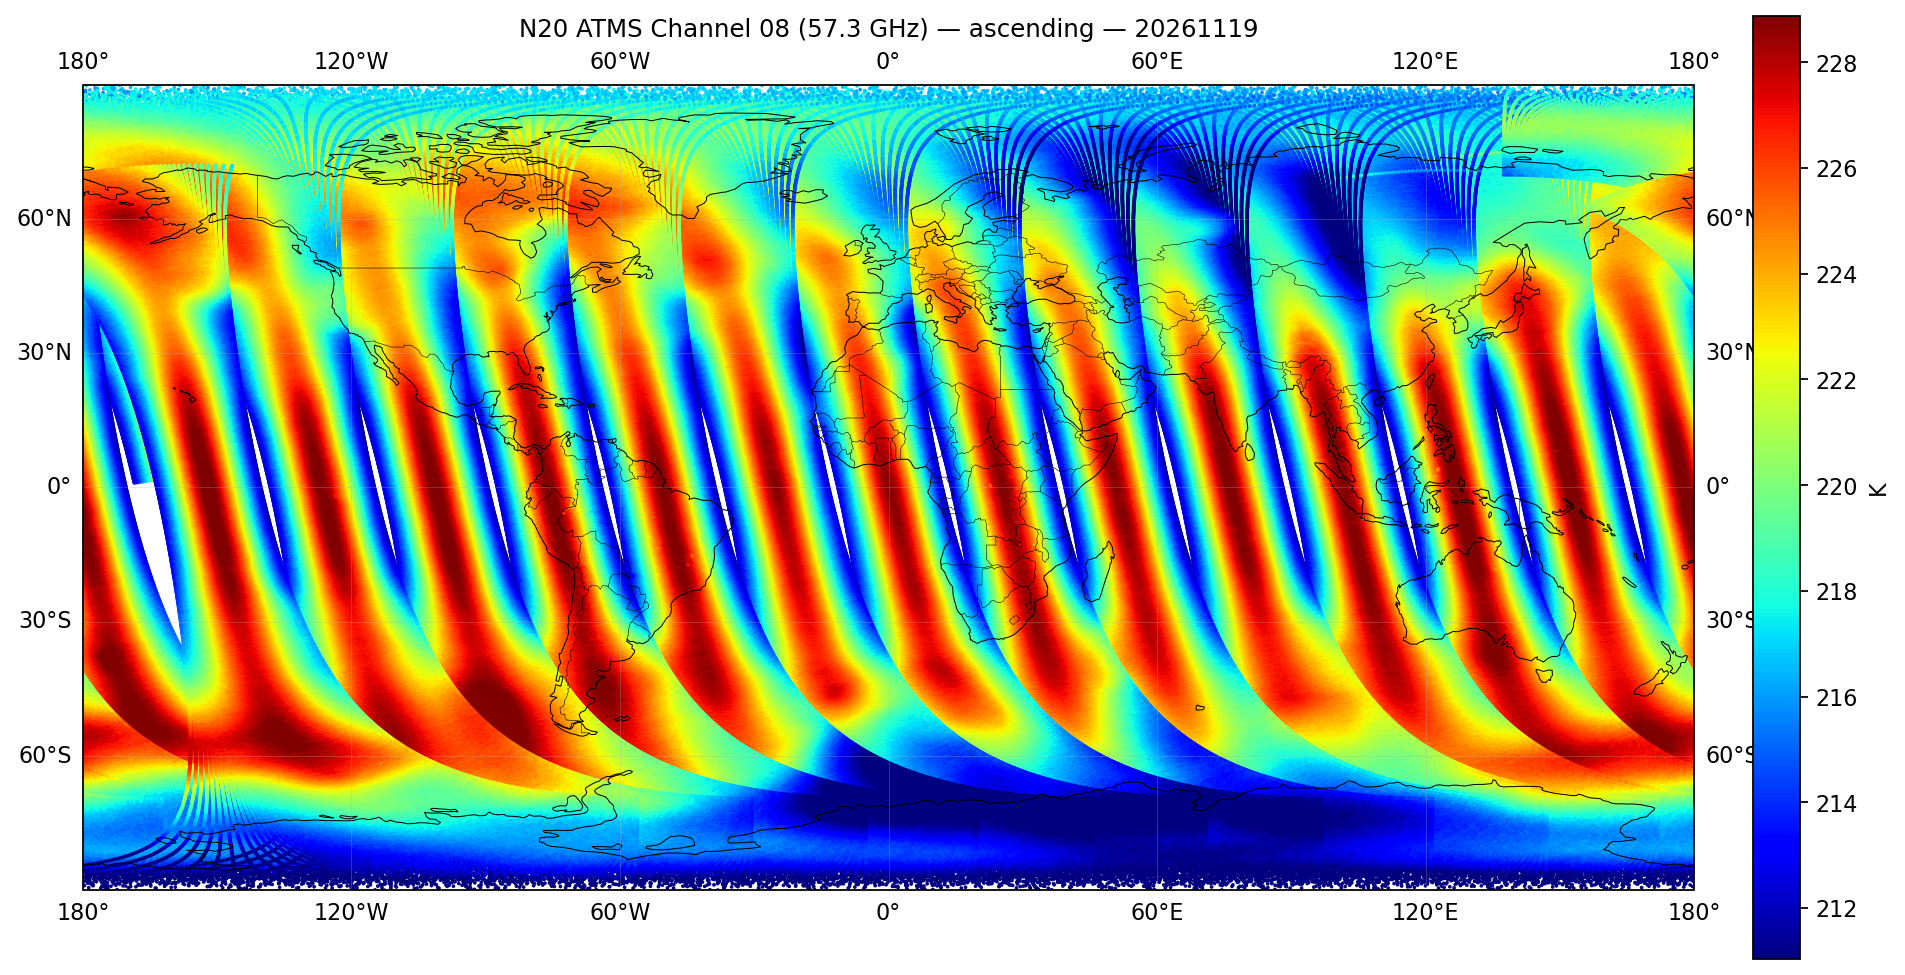 N20 ATMS Channel 08 (57.3 GHz) — ascending — 20261119
180° 120°W 60°W 0° 60°E 120°E 180°
228
226
60°N 60°N
224
30°N 30°N
222
0° 0° 220 K
218
30°S 30°S
216
60°S 60°S
214
212
180° 120°W 60°W 0° 60°E 120°E 180°